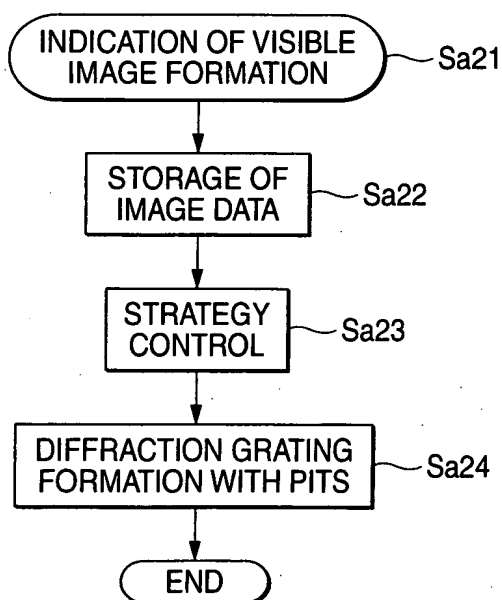 INDICATION OF VISIBLE
IMAGE FORMATION
Sa21
STORAGE OF
IMAGE DATA
Sa22
STRATEGY
CONTROL
Sa23
DIFFRACTION GRATING
FORMATION WITH PITS
Sa24
END